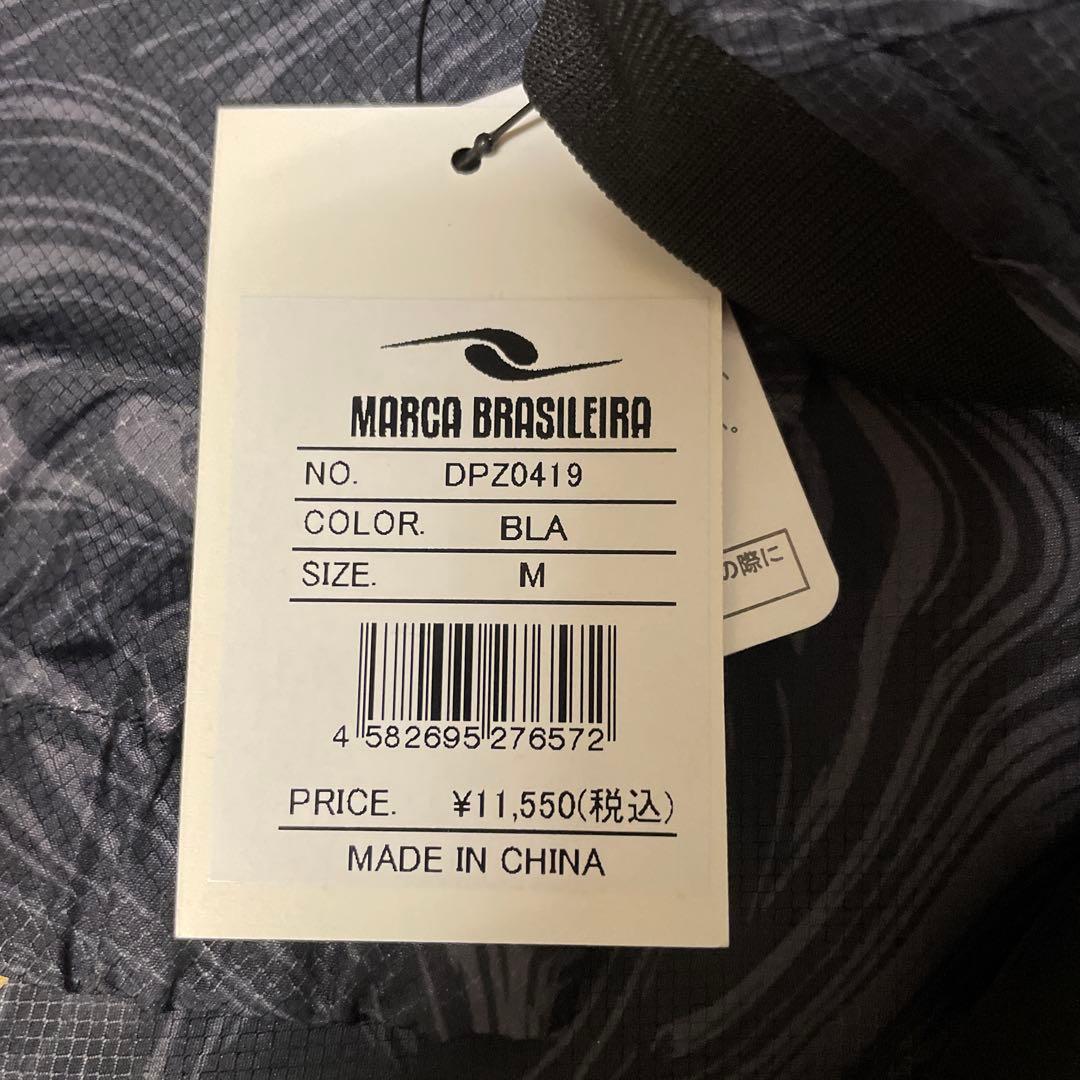 MARCA BRASILEIRA
NO. DPZ0419
COLOR. BLA
SIZE. M
4 582695 276572
PRICE. ¥11,550(税込)
MADE IN CHINA
。
の際に